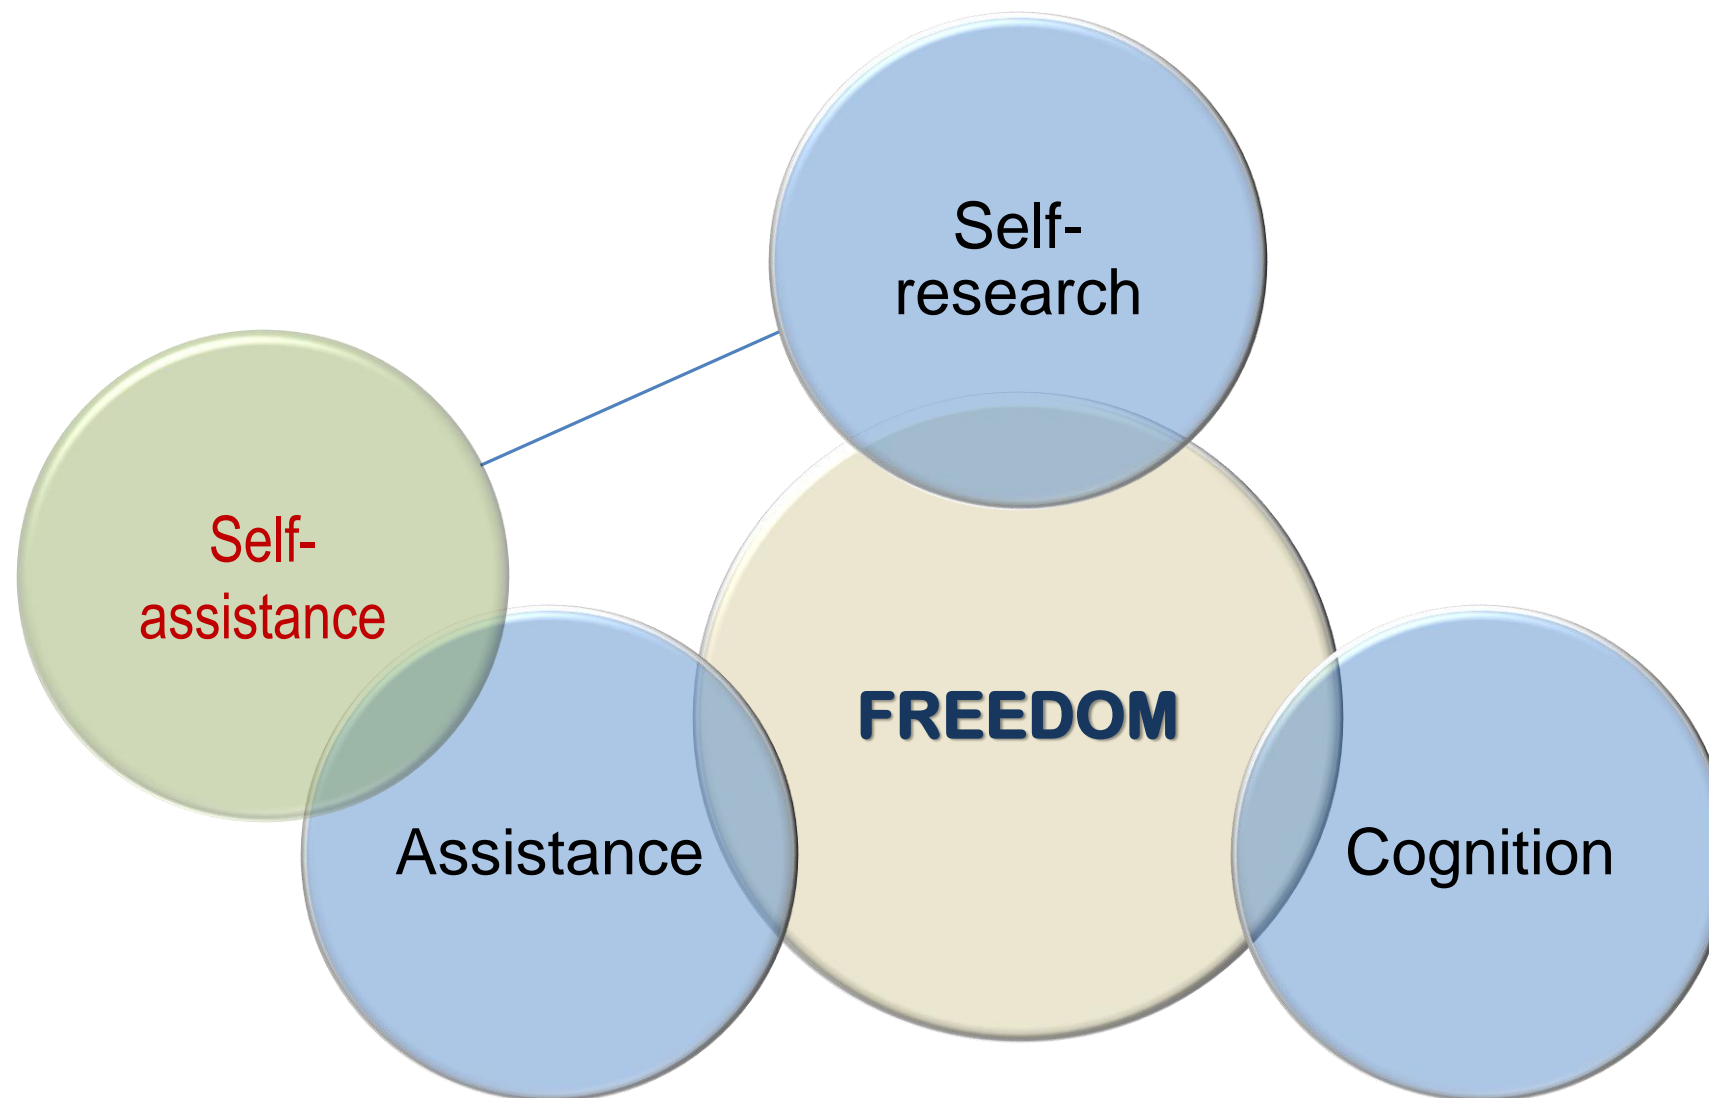 Self-
research
Self-
assistance
FREEDOM
Assistance
Cognition